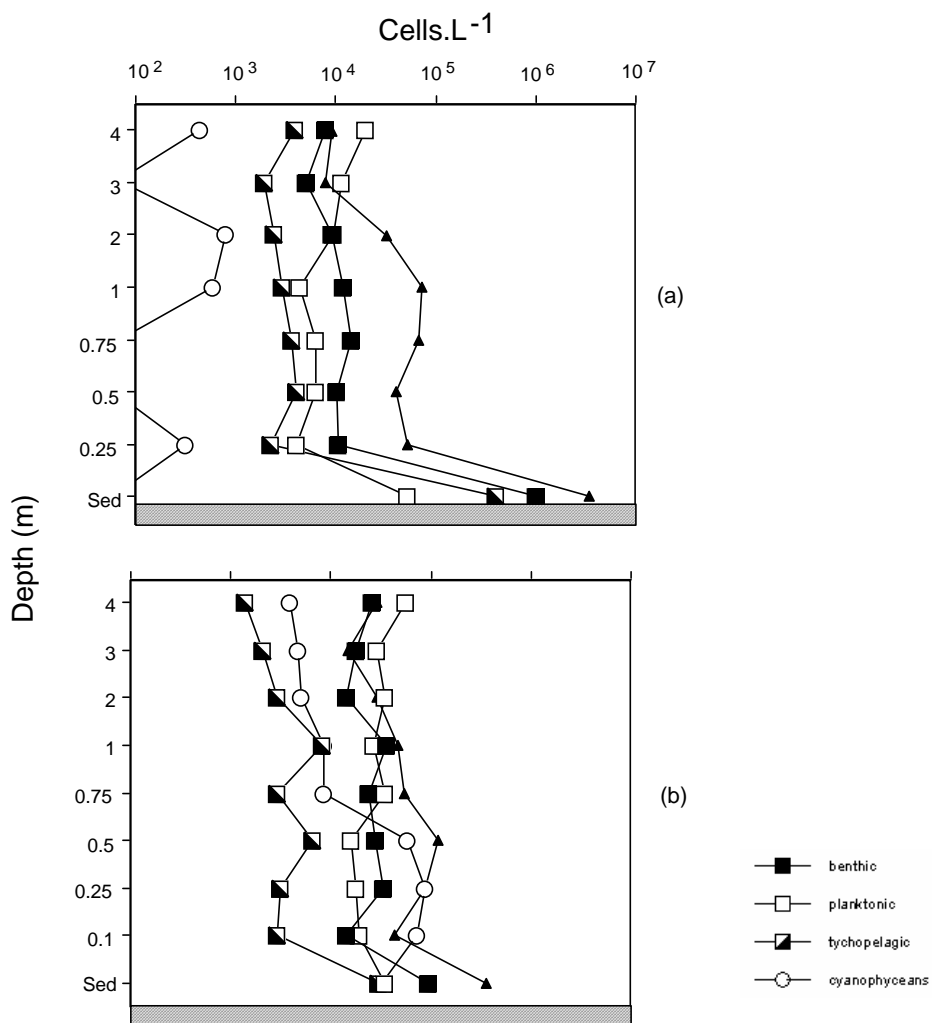 Cells.L-1
10 2 10 3 10 4 10 5 10 6 10 7
4
3
2
1
0.75
0.5
0.25
Sed
(a)
Depth (m)
4
3
2
1
0.75
0.5
0.25
0.1
Sed
(b)
benthic
planktonic
tychopelagic
cyanophyceans